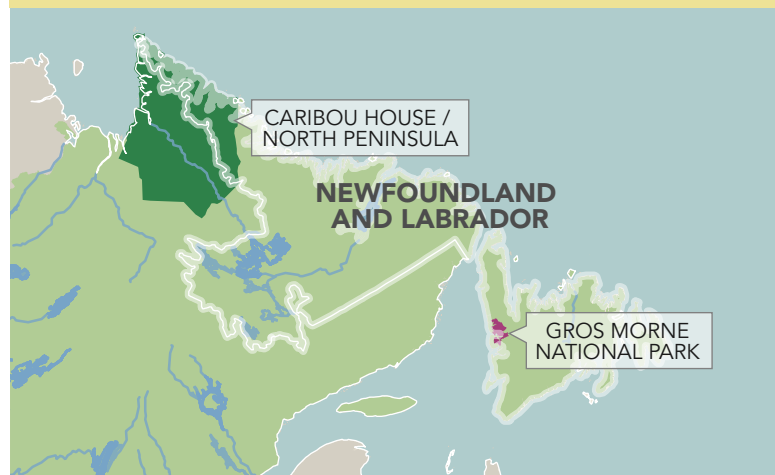 CARIBOU HOUSE /
NORTH PENINSULA
NEWFOUNDLAND
AND LABRADOR
GROS MORNE
NATIONAL PARK